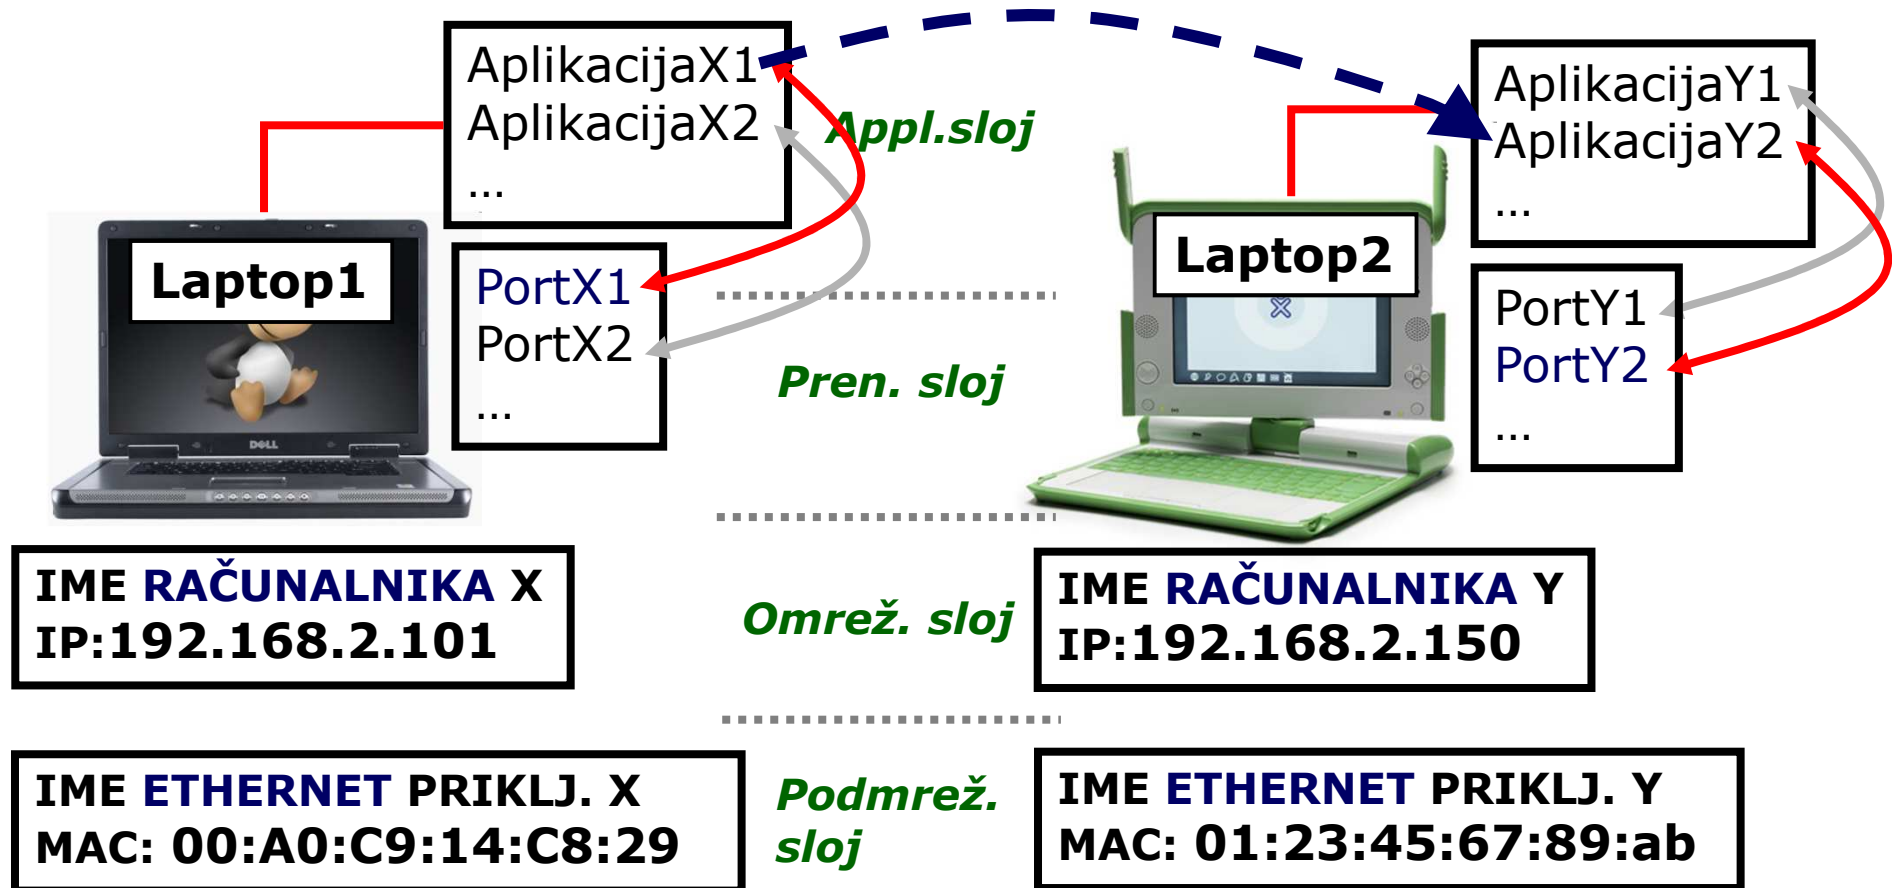 AplikacijaX1
AplikacijaX2
...
Appl.sloj
AplikacijaY1
AplikacijaY2
...
Laptop1
PortX1
PortX2
...
Pren. sloj
Laptop2
PortY1
PortY2
...
DELL
IME RAČUNALNIKA X
IP:192.168.2.101
Omrež. sloj
IME RAČUNALNIKA Y
IP:192.168.2.150
IME ETHERNET PRIKLJ. X
MAC: 00:A0:C9:14:C8:29
Podmrež.
sloj
IME ETHERNET PRIKLJ. Y
MAC: 01:23:45:67:89:ab